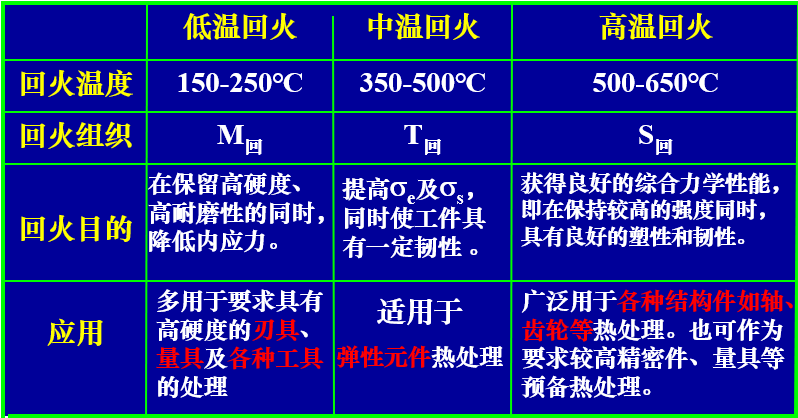 低温回火 中温回火 高温回火
回火温度 150-250℃ 350-500℃ 500-650℃
回火组织 M回 T回 S回
回火目的
在保留高硬度、
高耐磨性的同时，
降低内应力。
提高σe及σs，
同时使工件具
有一定韧性 。
获得良好的综合力学性能，
即在保持较高的强度同时，
具有良好的塑性和韧性。
应用
多用于要求具有
高硬度的刃具、
量具及各种工具
的处理
适用于
弹性元件热处理
广泛用于各种结构件如轴、
齿轮等热处理。也可作为
要求较高精密件、量具等
预备热处理。